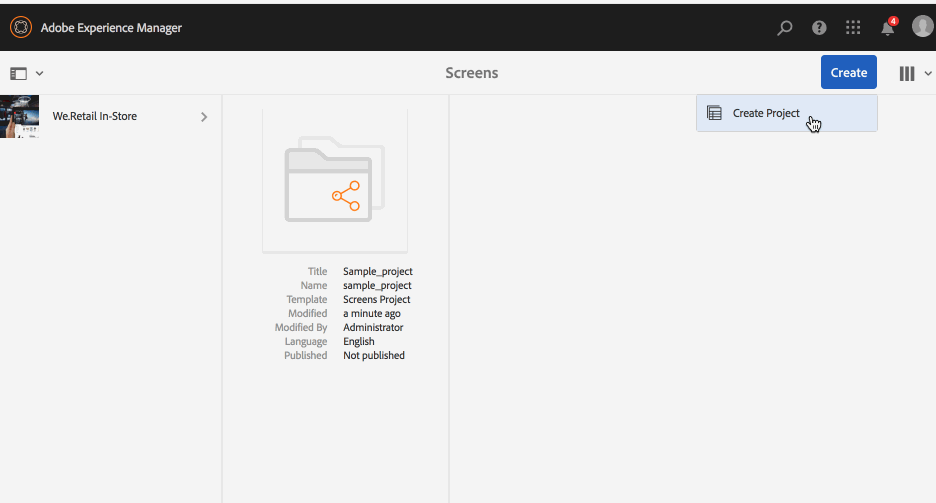 Adobe Experience Manager
4
Screens
Create
We.Retail In-Store
Create Project
Title Sample_project
Name sample_project
Template Screens Project
Modified a minute ago
Modified By Administrator
Language English
Published Not published